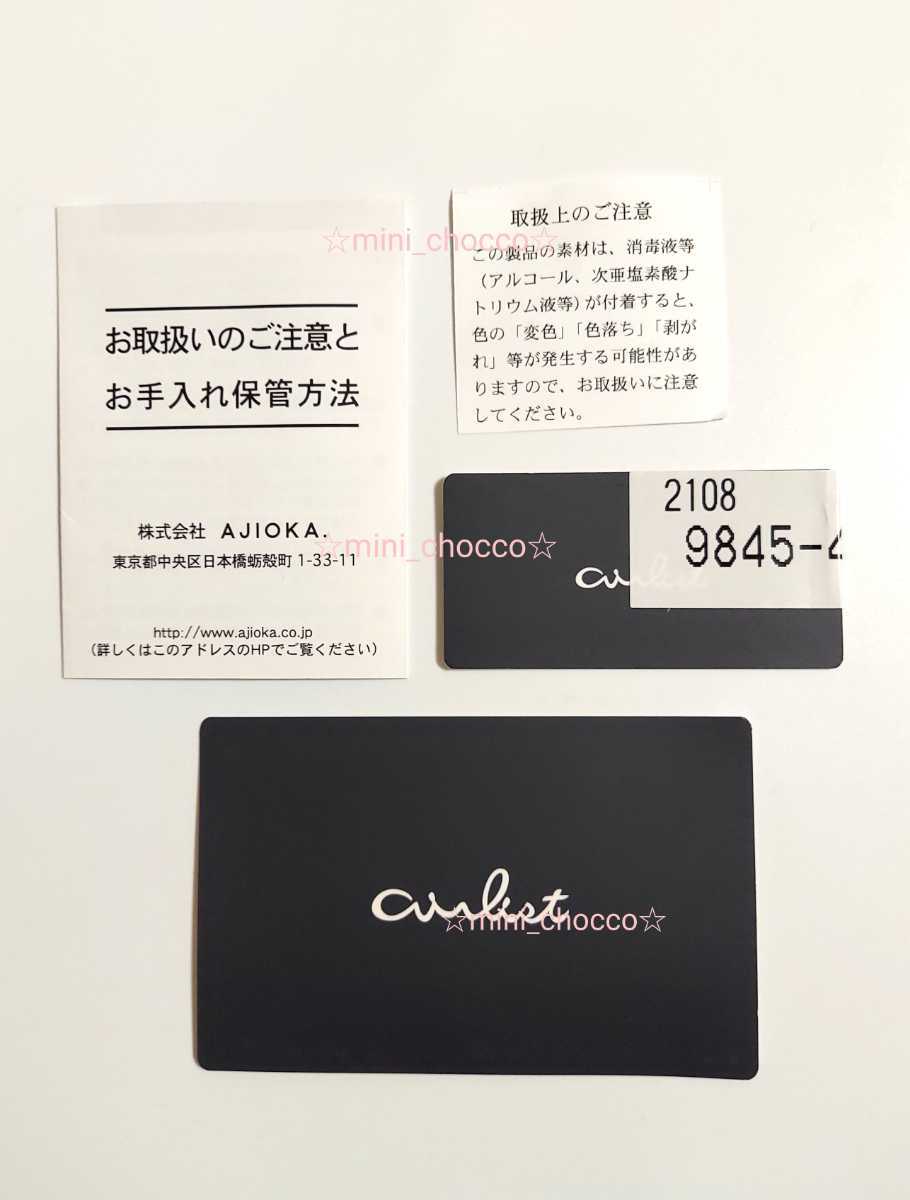 お取扱いのご注意と
お手入れ保管方法
株式会社 AJIOKA.
東京都中央区日本橋蛎殻町 1-33-11
http://www.ajioka.co.jp
(詳しくはこのアドレスのHPでご覧ください)
取扱上のご注意
この製品の素材は、消毒液等
(アルコール、次亜塩素酸ナ
トリウム液等)が付着すると、
色の「変色」「色落ち」「剥が
れ」等が発生する可能性があ
りますので、お取扱いに注意
してください。
2108
9845-4
airlist
airlist
☆mini_chocco☆
☆mini_chocco☆
☆mini_chocco☆